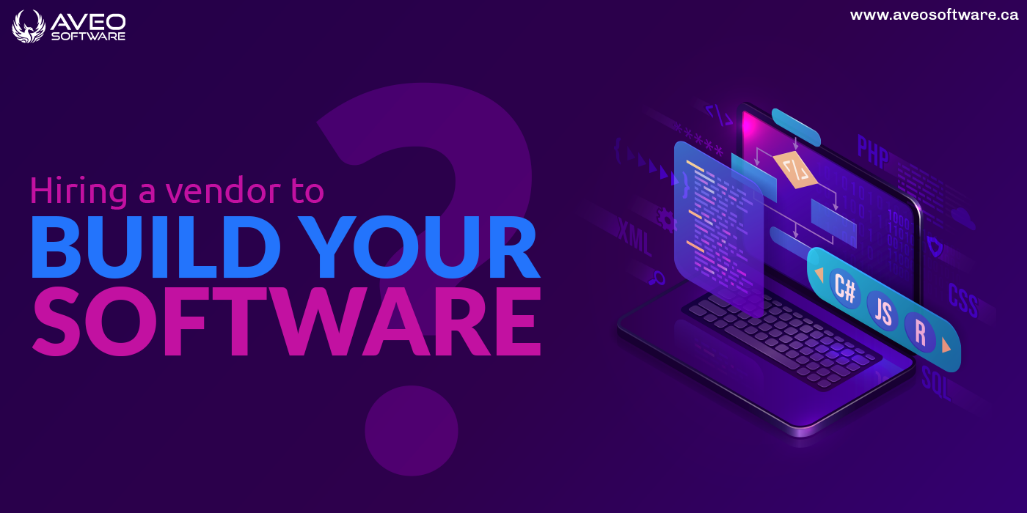 AVEO
SOFTWARE
www.aveosoftware.ca
Hiring a vendor to
BUILD YOUR
SOFTWARE
?
</>
PHP
</>
XML
C#
JS
R
CSS
SQL